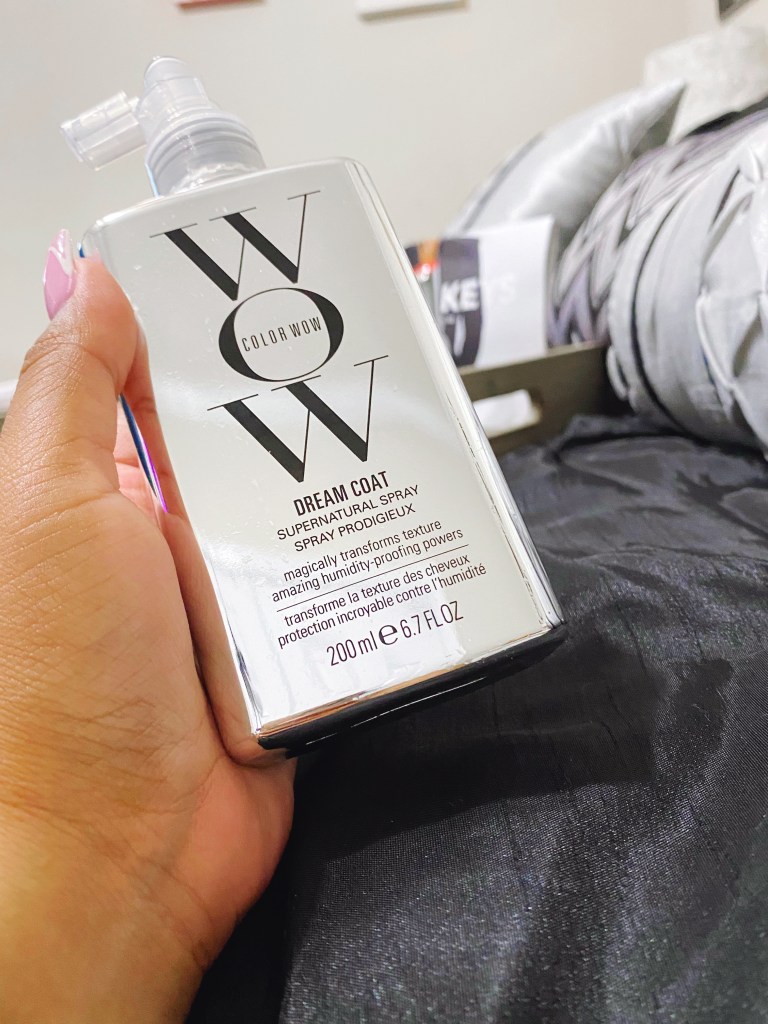 W
COLOR WOW
W
DREAM COAT
SUPERNATURAL SPRAY
SPRAY PRODIGIEUX
magically transforms texture
amazing humidity-proofing powers
transforme la texture des cheveux
protection incroyable contre l'humidité
200 ml e 6.7 FL OZ
KEYS